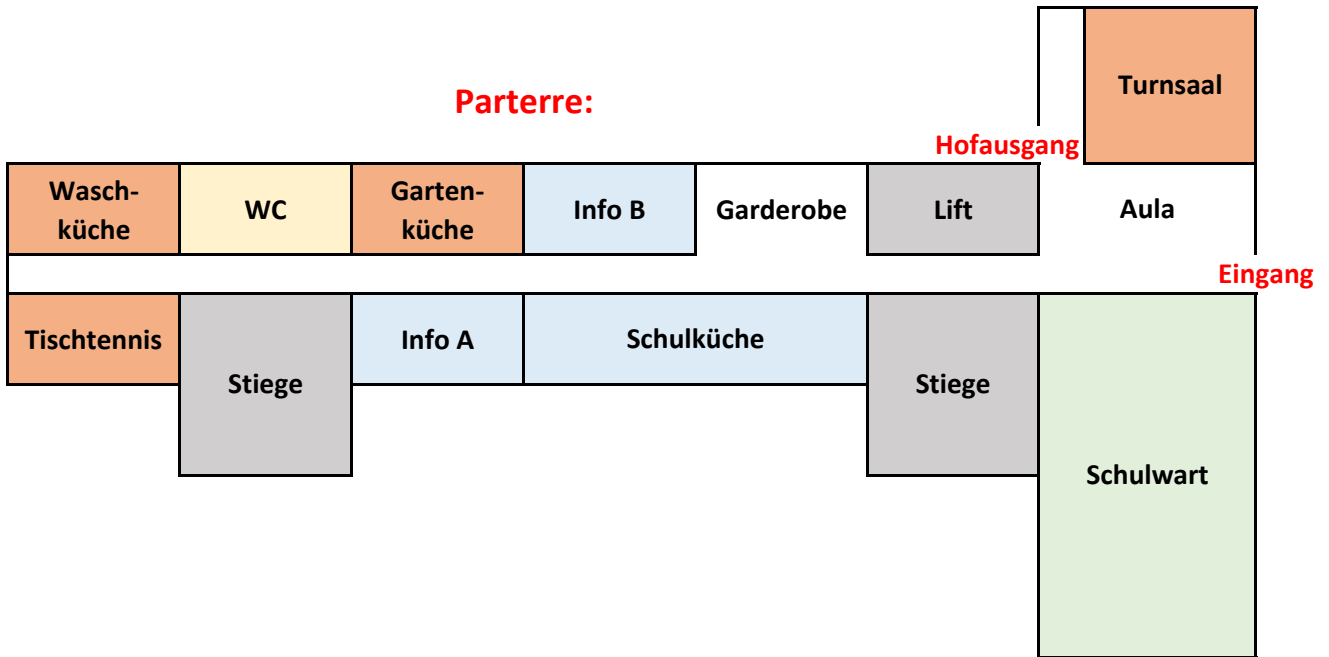 Turnsaal
Parterre:
Hofausgang
Wasch-
küche
WC
Garten-
küche
Info B
Garderobe
Lift
Aula
Eingang
Tischtennis
Stiege
Info A
Schulküche
Stiege
Schulwart